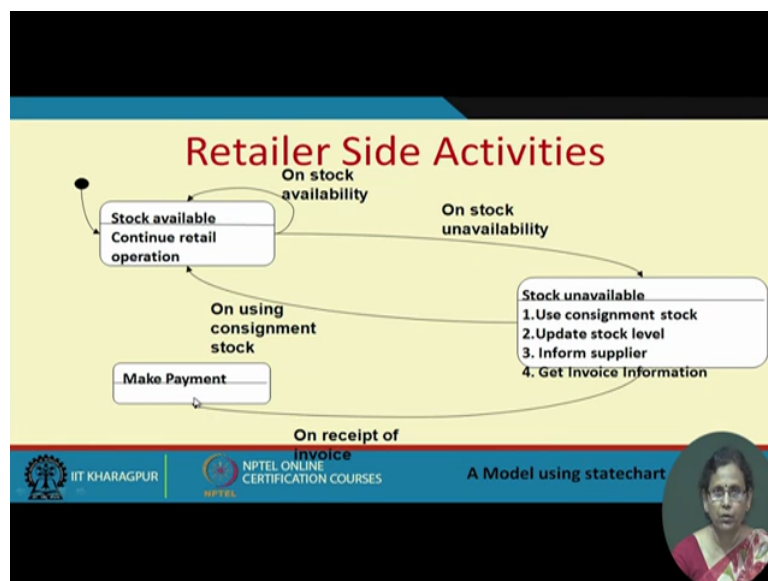 Retailer Side Activities
On stock
availability
Stock available
Continue retail
operation
On stock
unavailability
Stock unavailable
1.Use consignment stock
2.Update stock level
3. Inform supplier
4. Get Invoice Information
On using
consignment
stock
Make Payment
On receipt of
invoice
IIT KHARAGPUR
NPTEL
NPTEL ONLINE
CERTIFICATION COURSES
A Model using statechart